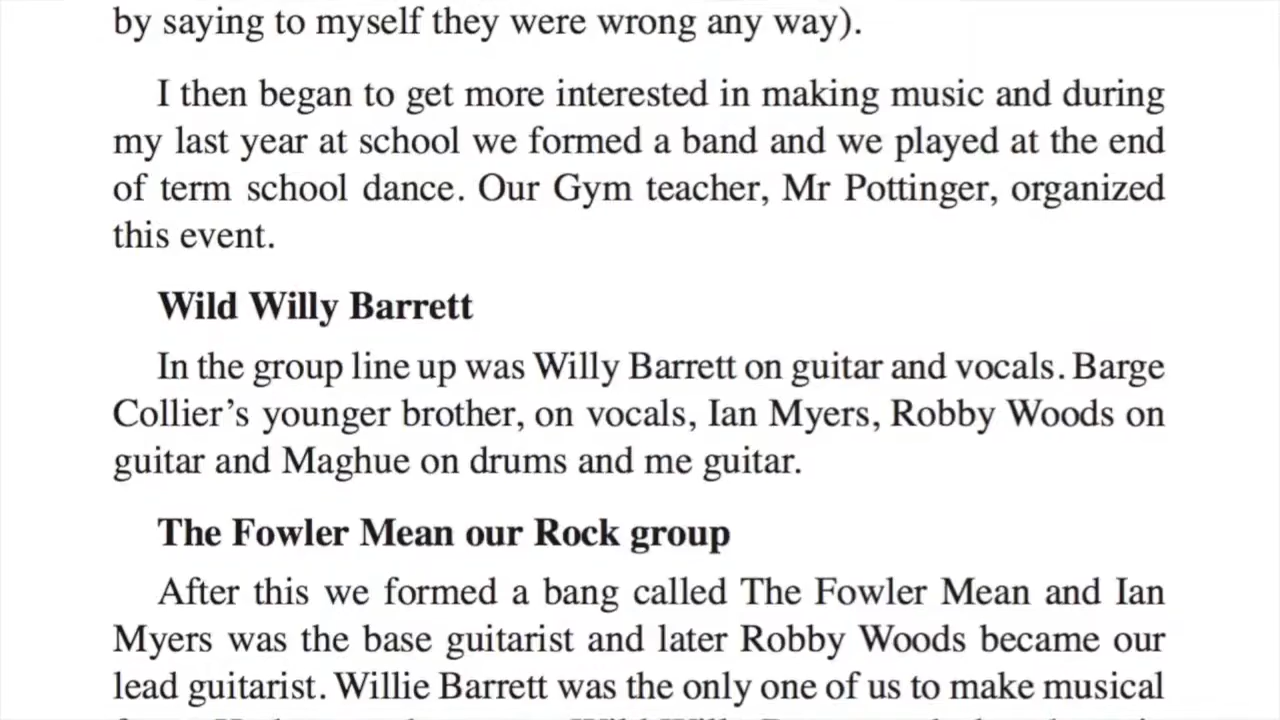 by saying to myself they were wrong any way).
I then began to get more interested in making music and during
my last year at school we formed a band and we played at the end
of term school dance. Our Gym teacher, Mr Pottinger, organized
this event.
Wild Willy Barrett
In the group line up was Willy Barrett on guitar and vocals. Barge
Collier’s younger brother, on vocals, Ian Myers, Robby Woods on
guitar and Maghue on drums and me guitar.
The Fowler Mean our Rock group
After this we formed a bang called The Fowler Mean and Ian
Myers was the base guitarist and later Robby Woods became our
lead guitarist. Willie Barrett was the only one of us to make musical